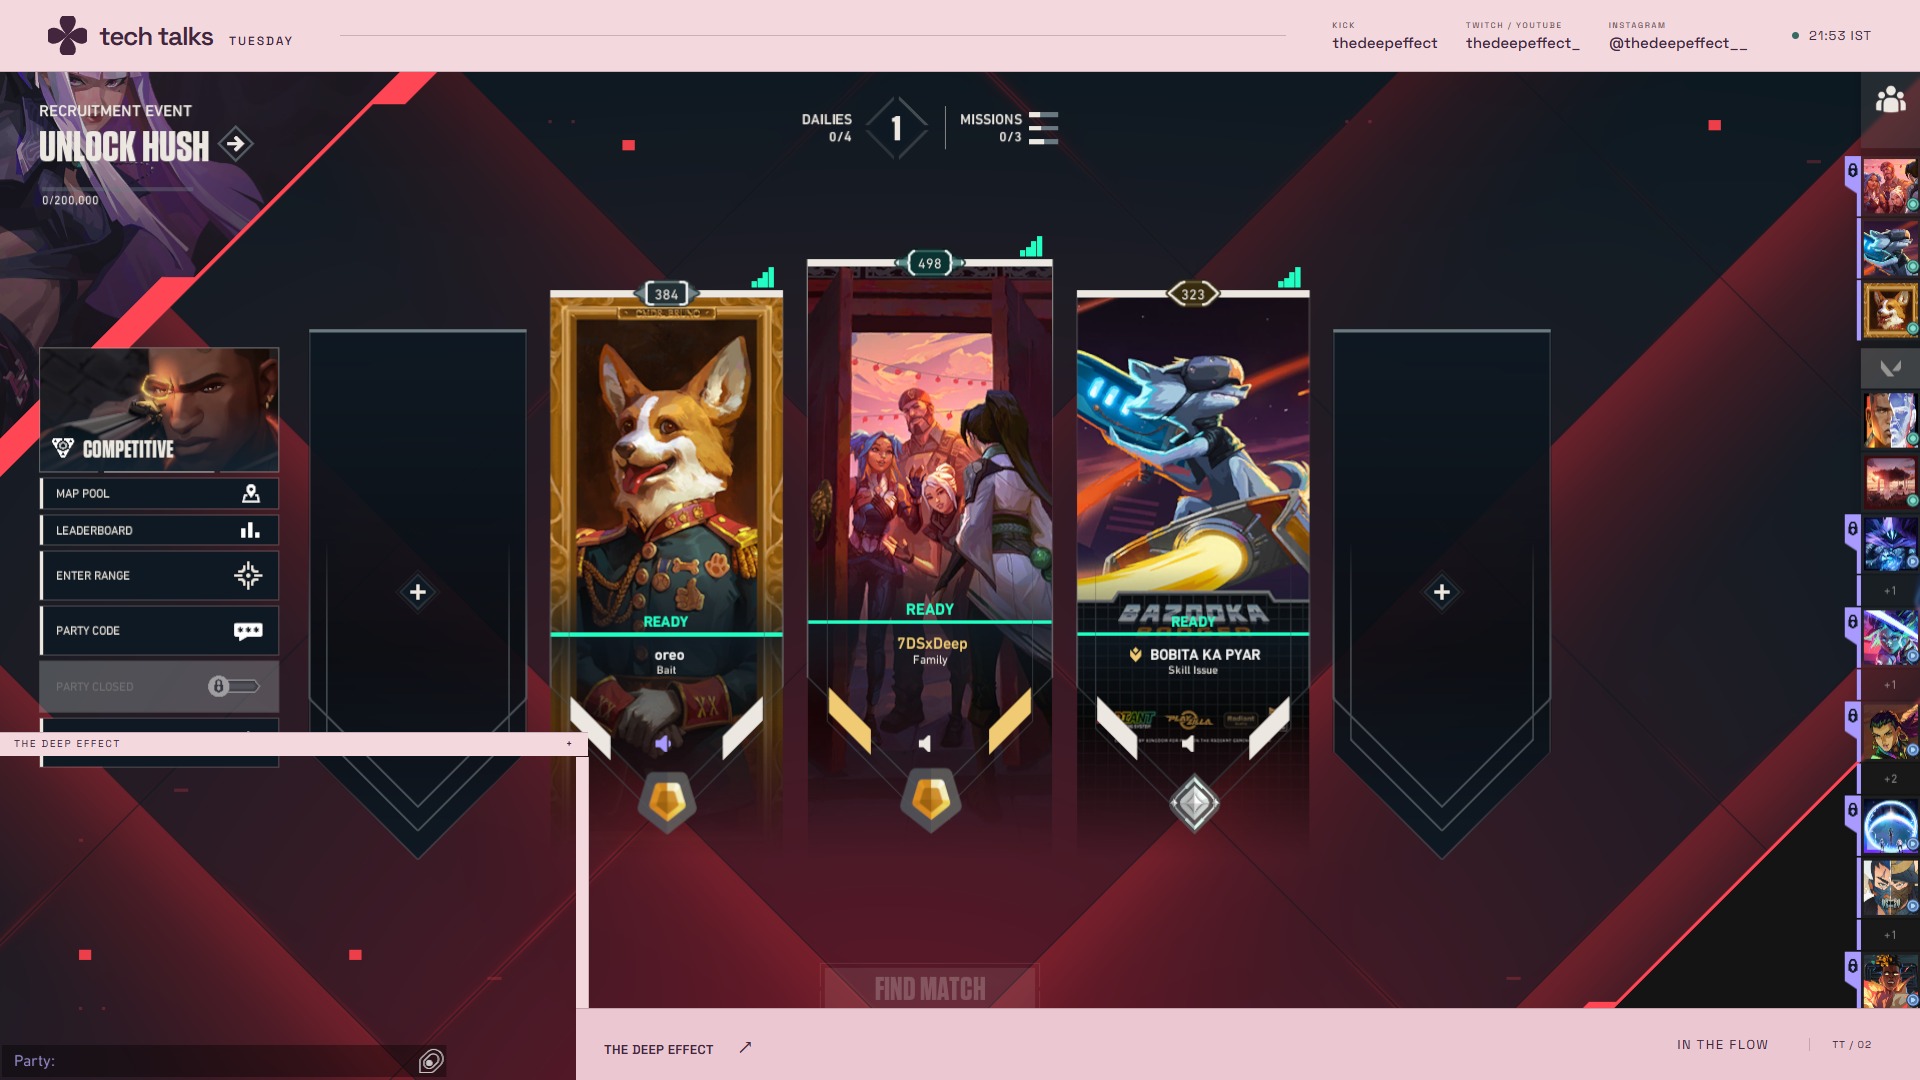 tech talks TUESDAY
KICK
thedeepeffect
TWITCH / YOUTUBE
thedeepeffect_
INSTAGRAM
@thedeepeffect__
21:53 IST
RECRUITMENT EVENT
UNLOCK HUSH
0/200,000
DAILIES
0/4
1
MISSIONS
0/3
COMPETITIVE
MAP POOL
LEADERBOARD
ENTER RANGE
PARTY CODE
PARTY CLOSED
384
READY
oreo
Bait
498
READY
7DSxDeep
Family
323
BAZOOKA
READY
BOBITA KA PYAR
Skill Issue
+1
+1
+2
+1
THE DEEP EFFECT +
FIND MATCH
Party:
THE DEEP EFFECT ↗
IN THE FLOW
TT / 02